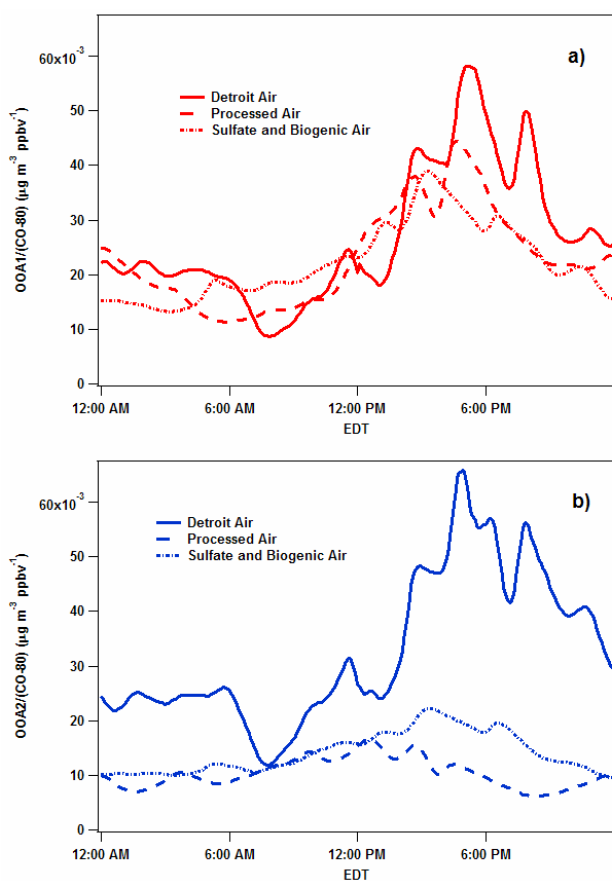 60x10⁻³
50
40
30
20
10
0
OOA1/(CO-80) (µg m⁻³ ppbv⁻¹)
a)
Detroit Air
Processed Air
Sulfate and Biogenic Air
12:00 AM 6:00 AM 12:00 PM 6:00 PM
EDT
60x10⁻³
50
40
30
20
10
0
OOA2/(CO-80) (µg m⁻³ ppbv⁻¹)
b)
Detroit Air
Processed Air
Sulfate and Biogenic Air
12:00 AM 6:00 AM 12:00 PM 6:00 PM
EDT